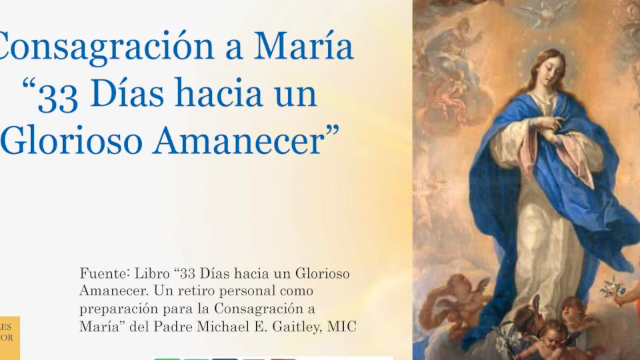 Consagración a María
“33 Días hacia un
Glorioso Amanecer”
Fuente: Libro “33 Días hacia un Glorioso
Amanecer. Un retiro personal como
preparación para la Consagración a
María” del Padre Michael E. Gaitley, MIC